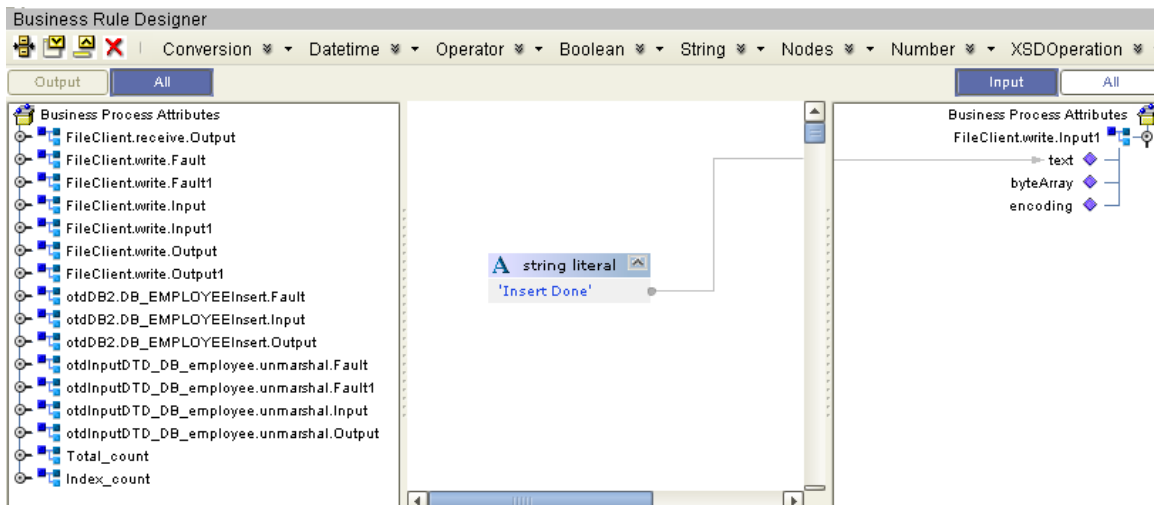 Business Rule Designer
Conversion Datetime Operator Boolean String Nodes Number XSDOperation
Output All Input All
Business Process Attributes
FileClient.receive.Output
FileClient.write.Fault
FileClient.write.Fault1
FileClient.write.Input
FileClient.write.Input1
FileClient.write.Output
FileClient.write.Output1
otdDB2.DB_EMPLOYEEInsert.Fault
otdDB2.DB_EMPLOYEEInsert.Input
otdDB2.DB_EMPLOYEEInsert.Output
otdInputDTD_DB_employee.unmarshal.Fault
otdInputDTD_DB_employee.unmarshal.Fault1
otdInputDTD_DB_employee.unmarshal.Input
otdInputDTD_DB_employee.unmarshal.Output
Total_count
Index_count
A string literal
'Insert Done'
Business Process Attributes
FileClient.write.Input1
text
byteArray
encoding